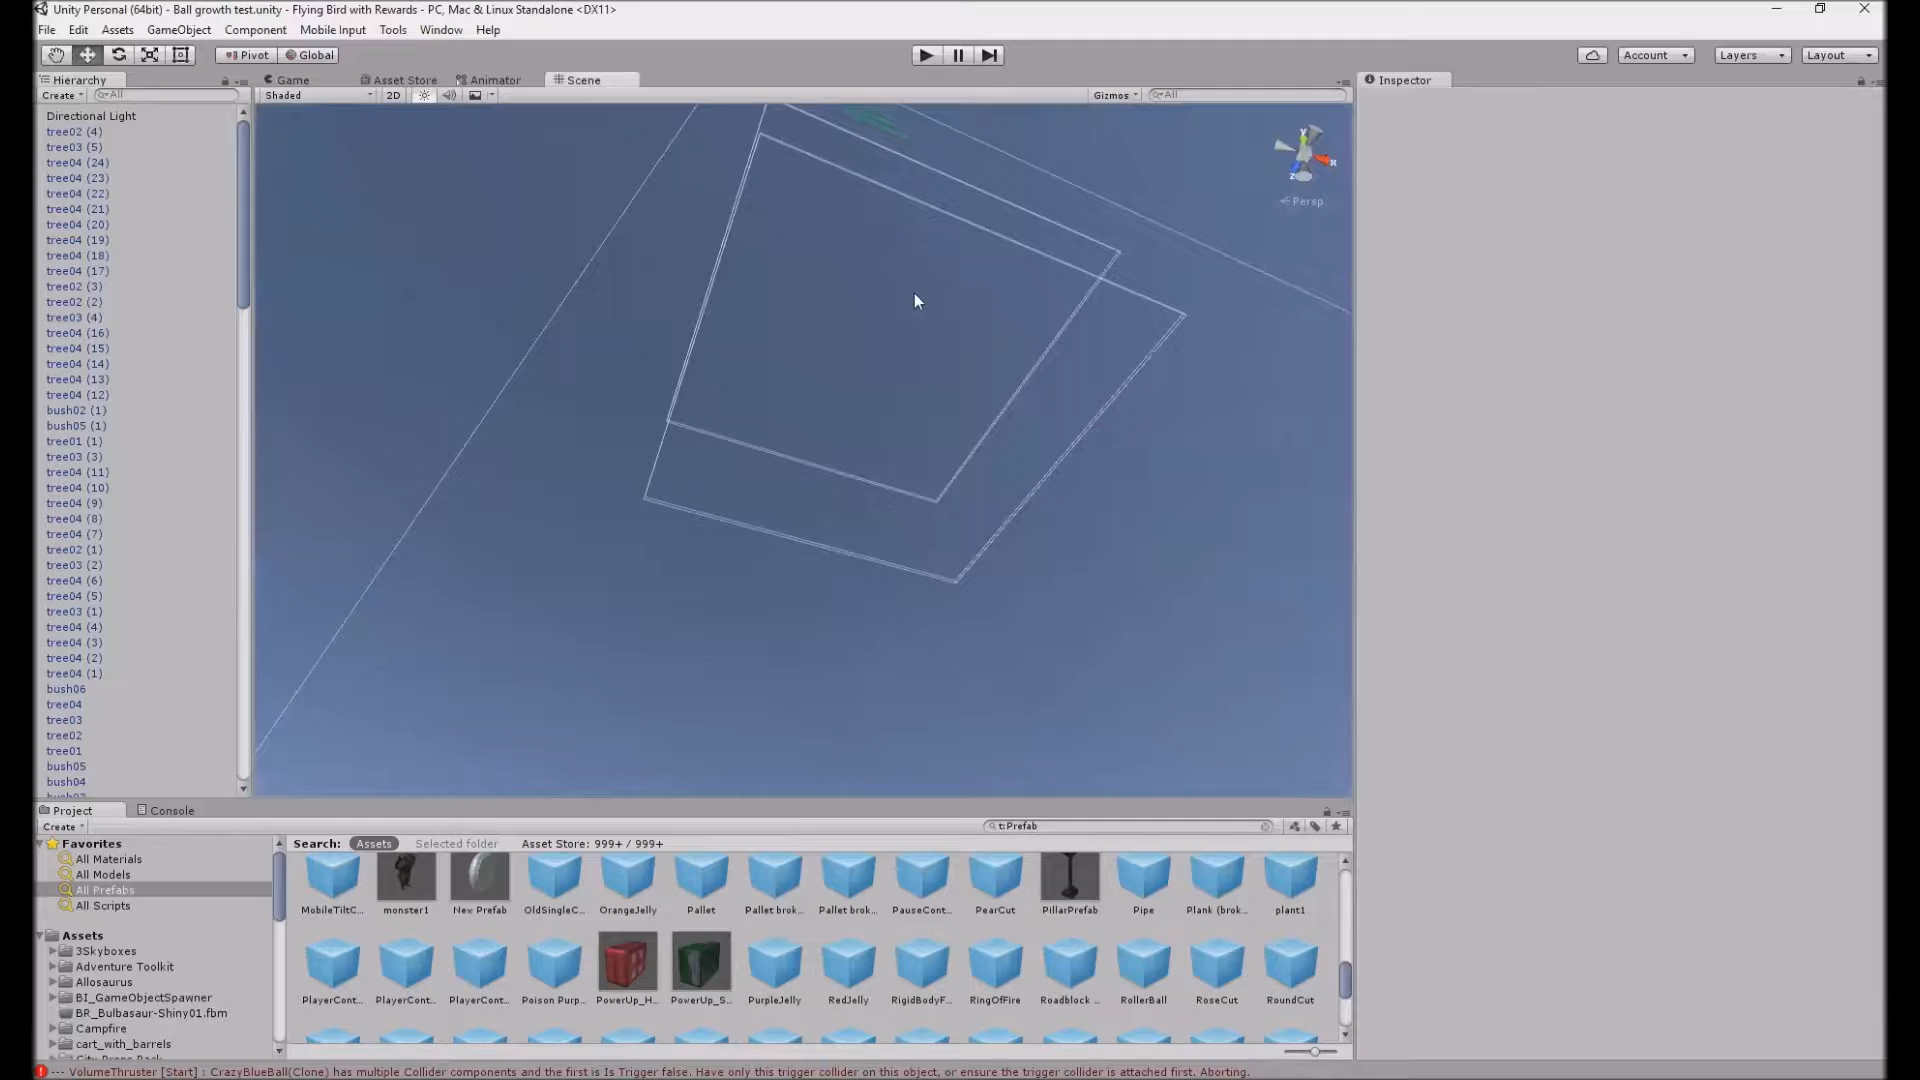 Unity Personal (64bit) - Ball growth test.unity - Flying Bird with Rewards - PC, Mac & Linux Standalone <DX11>
File Edit Assets GameObject Component Mobile Input Tools Window Help
Pivot Global Account Layers Layout
Hierarchy Game Asset Store Animator Scene Inspector
Create All Shaded 2D Gizmos All
Directional Light
tree02 (4)
tree03 (5)
tree04 (24)
tree04 (23)
tree04 (22)
tree04 (21)
tree04 (20)
tree04 (19)
tree04 (18)
tree04 (17)
tree02 (3)
tree02 (2)
tree03 (4)
tree04 (16)
tree04 (15)
tree04 (14)
tree04 (13)
tree04 (12)
bush02 (1)
bush05 (1)
tree01 (1)
tree03 (3)
tree04 (11)
tree04 (10)
tree04 (9)
tree04 (8)
tree04 (7)
tree02 (1)
tree03 (2)
tree04 (6)
tree04 (5)
tree03 (1)
tree04 (4)
tree04 (3)
tree04 (2)
tree04 (1)
bush06
tree04
tree03
tree02
tree01
bush05
bush04
y
x
z
Persp
Project Console
Create t:Prefab
Favorites
All Materials
All Models
All Prefabs
All Scripts
Assets
3Skyboxes
Adventure Toolkit
Allosaurus
BI_GameObjectSpawner
BR_Bulbasaur-Shiny01.fbm
Campfire
cart_with_barrels
City Props Pack
Search: Assets Selected folder Asset Store: 999+ / 999+
MobileTiltC... monster1 New Prefab OldSingleC... OrangeJelly Pallet Pallet brok... Pallet brok... PauseCont... PearCut PillarPrefab Pipe Plank (brok... plant1
PlayerCont... PlayerCont... PlayerCont... Poison Purp... PowerUp_H... PowerUp_S... PurpleJelly RedJelly RigidBodyF... RingOfFire Roadblock ... RollerBall RoseCut RoundCut
--- VolumeThruster [Start] : CrazyBlueBall(Clone) has multiple Collider components and the first is Is Trigger false. Have only this trigger collider on this object, or ensure the trigger collider is attached first. Aborting.